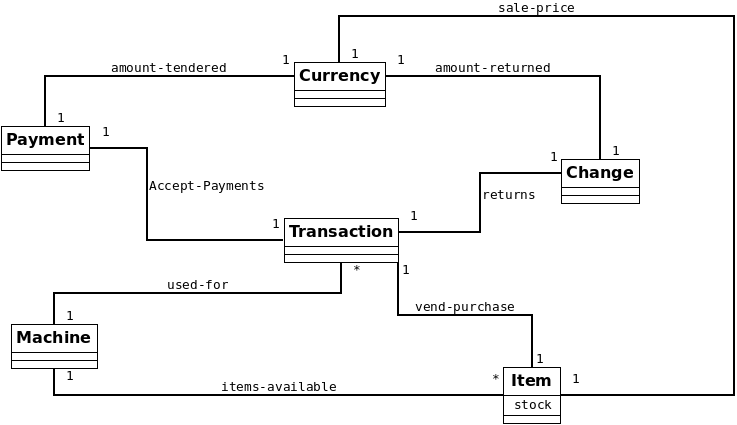 sale-price
1
1
1
amount-tendered
amount-returned
Currency
1
1
1
Payment
1
1
Change
Accept-Payments
returns
1
1
Transaction
*
1
used-for
vend-purchase
1
Machine
1
1
*
Item
1
items-available
stock